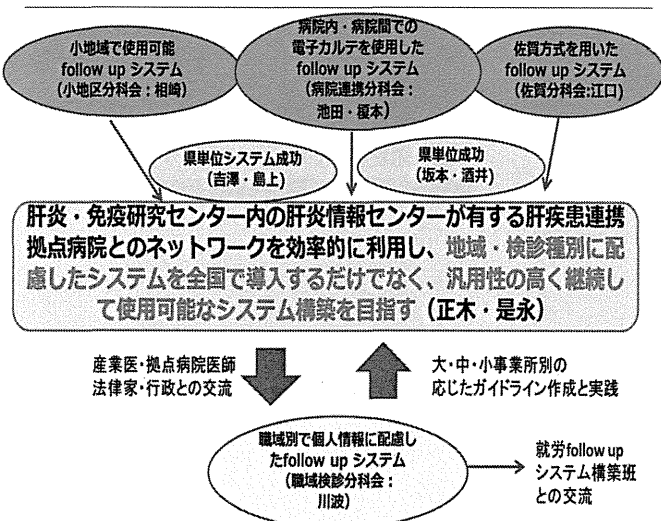 小地域で使用可能
follow up システム
(小地区分科会：相崎)
病院内・病院間での
電子カルテを使用した
follow up システム
(病院連携分科会：
池田・榎本)
佐賀方式を用いた
follow up システム
(佐賀分科会:江口)
県単位システム成功
(吉澤・島上)
県単位成功
(坂本・酒井)
肝炎・免疫研究センター内の肝炎情報センターが有する肝疾患連携
拠点病院とのネットワークを効率的に利用し、地域・検診種別に配
慮したシステムを全国で導入するだけでなく、汎用性の高く継続し
て使用可能なシステム構築を目指す（正木・是永）
産業医・拠点病院医師
法律家・行政との交流
大・中・小事業所別の
応じたガイドライン作成と実践
職域別で個人情報に配慮し
たfollow up システム
(職域検診分科会：
川波)
就労follow up
システム構築班
との交流